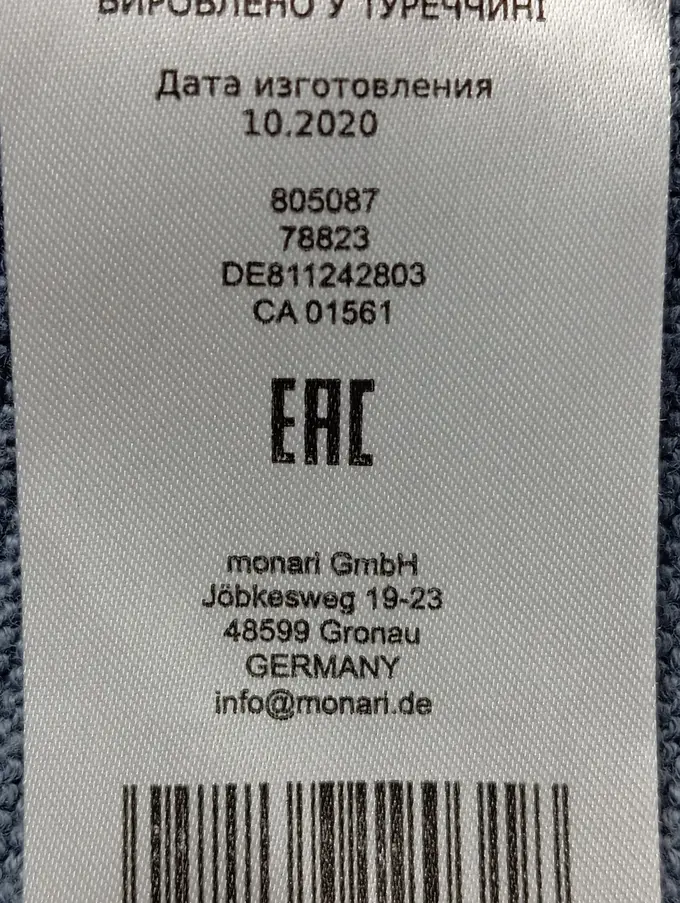 ВИРОБЛЕНО У ТУРЕЧЧИНІ
Дата изготовления
10.2020
805087
78823
DE811242803
CA 01561
EAC
monari GmbH
Jöbkesweg 19-23
48599 Gronau
GERMANY
info@monari.de